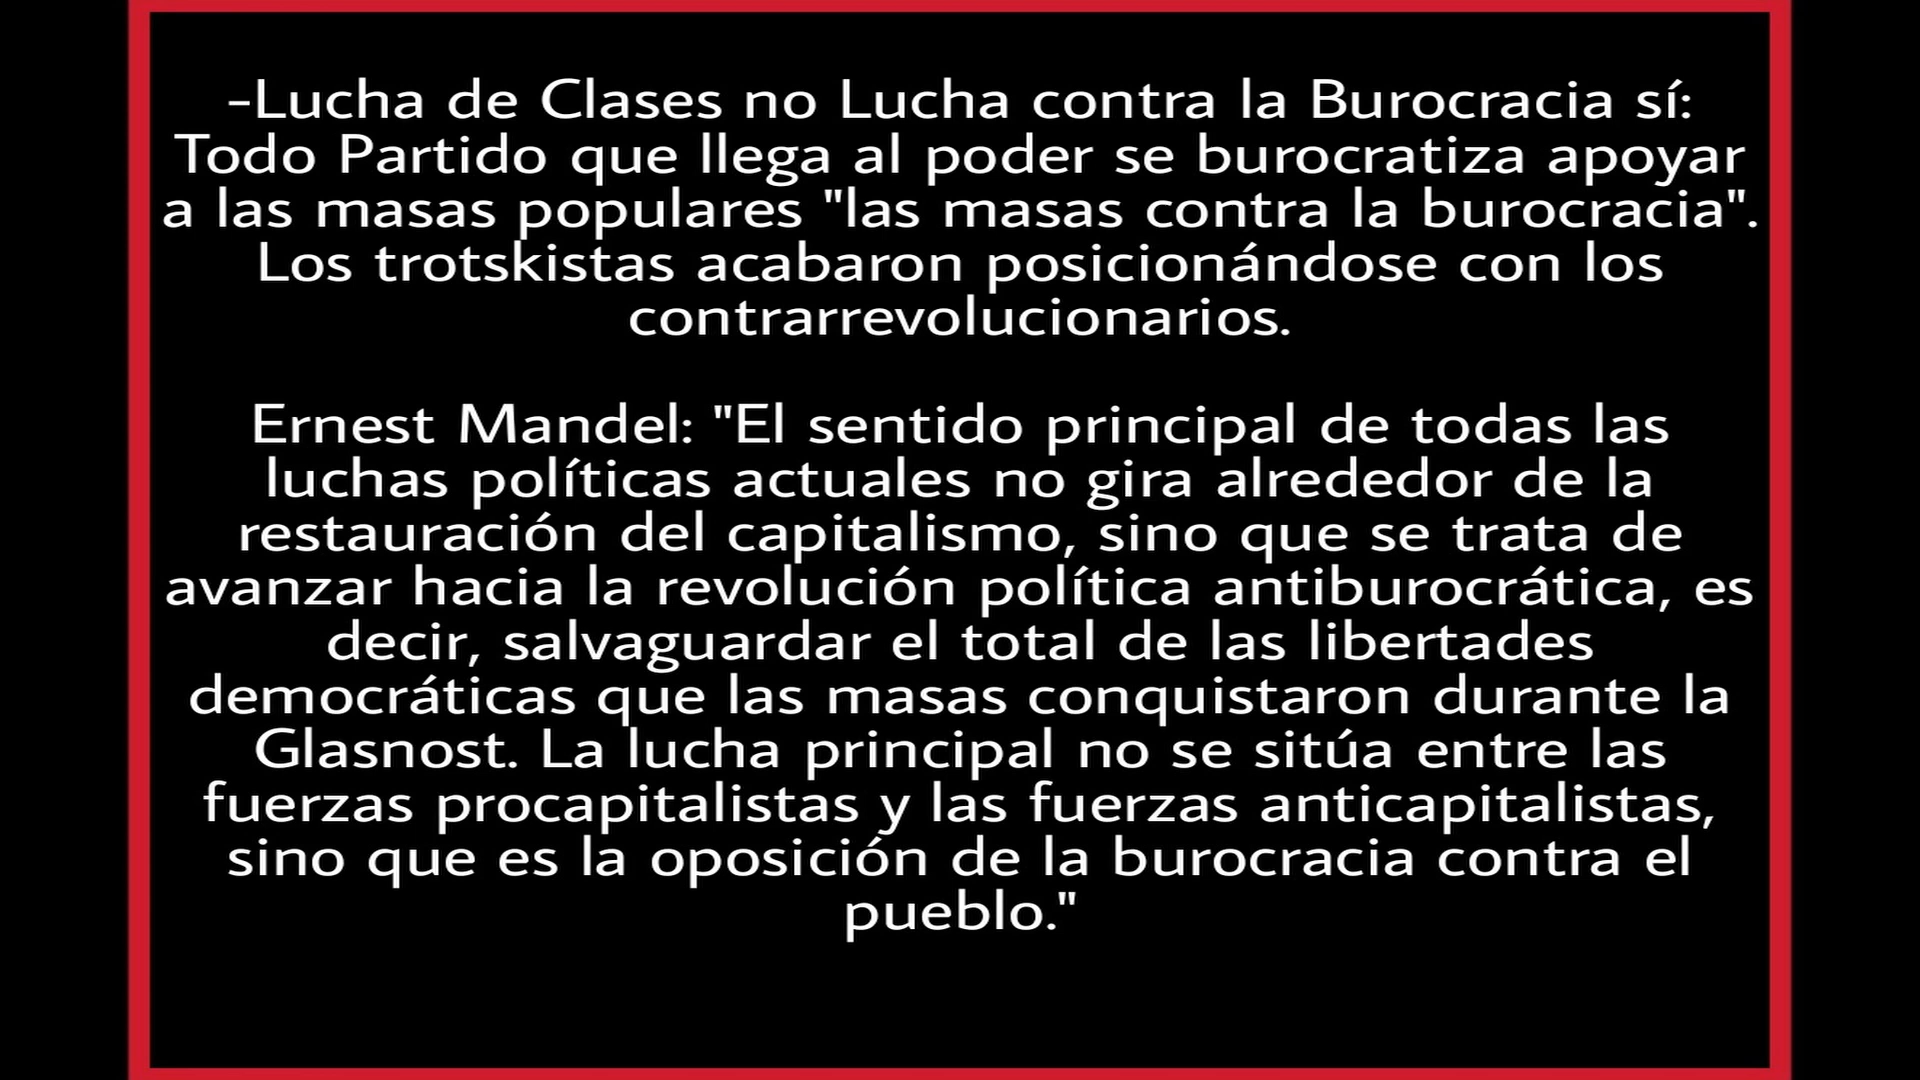 -Lucha de Clases no Lucha contra la Burocracia sí:
Todo Partido que llega al poder se burocratiza apoyar
a las masas populares "las masas contra la burocracia".
Los trotskistas acabaron posicionándose con los
contrarrevolucionarios.
Ernest Mandel: "El sentido principal de todas las
luchas políticas actuales no gira alrededor de la
restauración del capitalismo, sino que se trata de
avanzar hacia la revolución política antiburocrática, es
decir, salvaguardar el total de las libertades
democráticas que las masas conquistaron durante la
Glasnost. La lucha principal no se sitúa entre las
fuerzas procapitalistas y las fuerzas anticapitalistas,
sino que es la oposición de la burocracia contra el
pueblo."